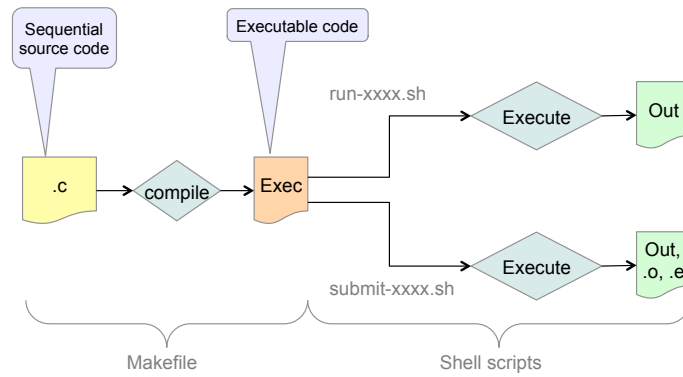 Sequential
source code
Executable code
run-xxxx.sh
.c
compile
Exec
Execute
Out
submit-xxxx.sh
Execute
Out,
.o, .e
Makefile
Shell scripts